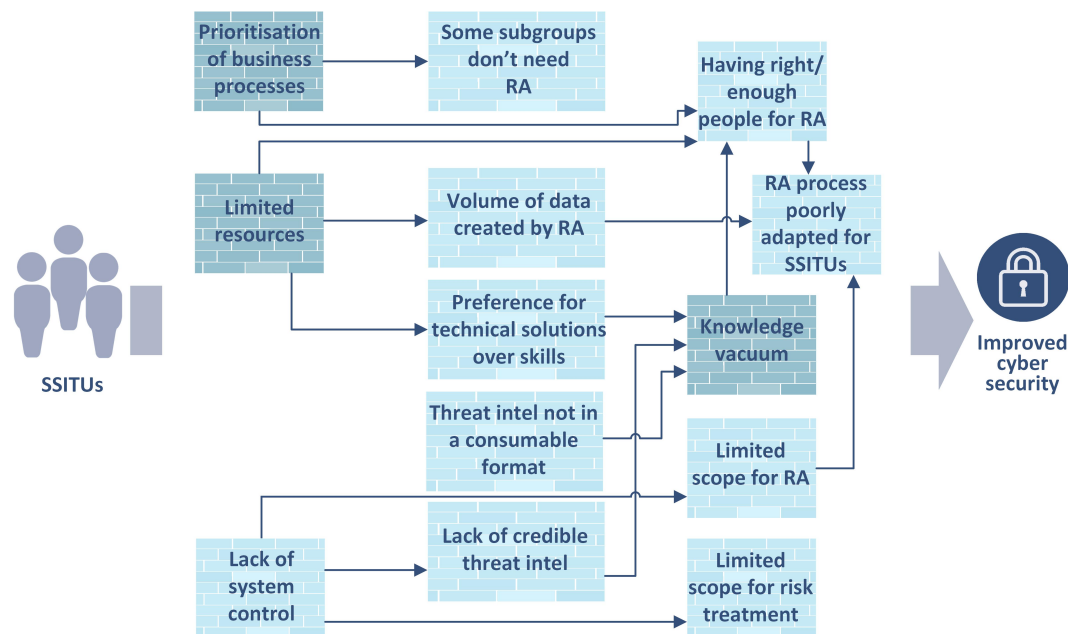 Prioritisation
of business
processes
Some subgroups
don’t need
RA
Having right/
enough
people for RA
Limited
resources
Volume of data
created by RA
RA process
poorly
adapted for
SSITUs
Preference for
technical solutions
over skills
Knowledge
vacuum
SSITUs
Improved
cyber
security
Threat intel not in
a consumable
format
Limited
scope for RA
Lack of
system
control
Lack of credible
threat intel
Limited
scope for risk
treatment